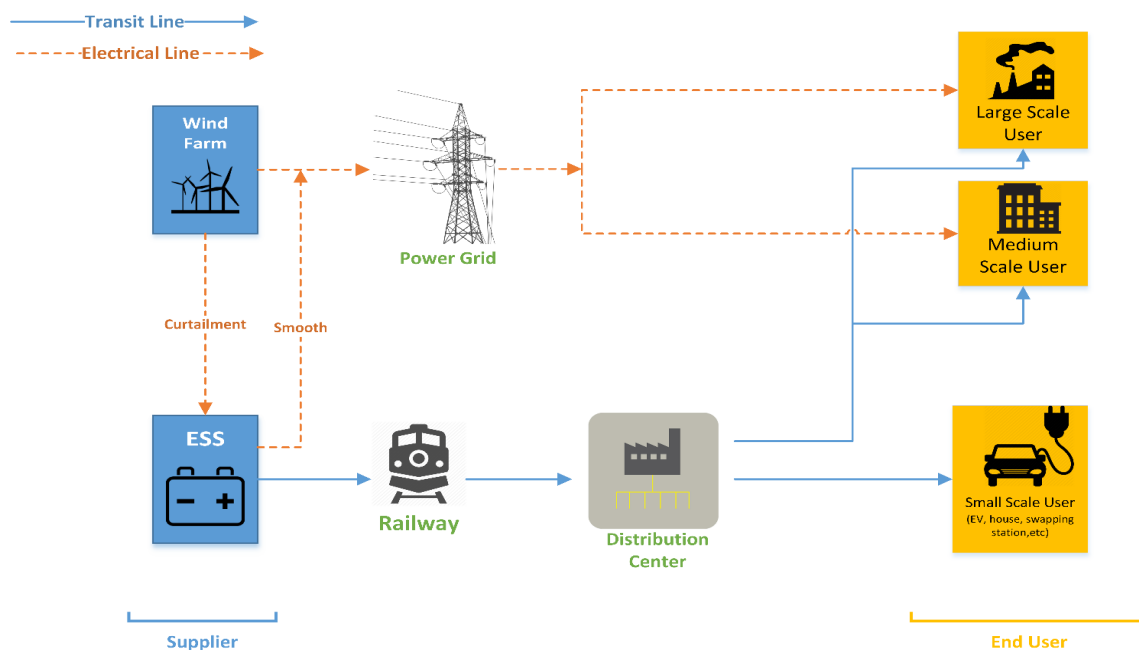 Transit Line
Electrical Line
Wind
Farm
Large Scale
User
Medium
Scale User
Power Grid
Curtailment
Smooth
ESS
Railway
Distribution
Center
Small Scale User
(EV, house, swapping
station,etc)
Supplier
End User